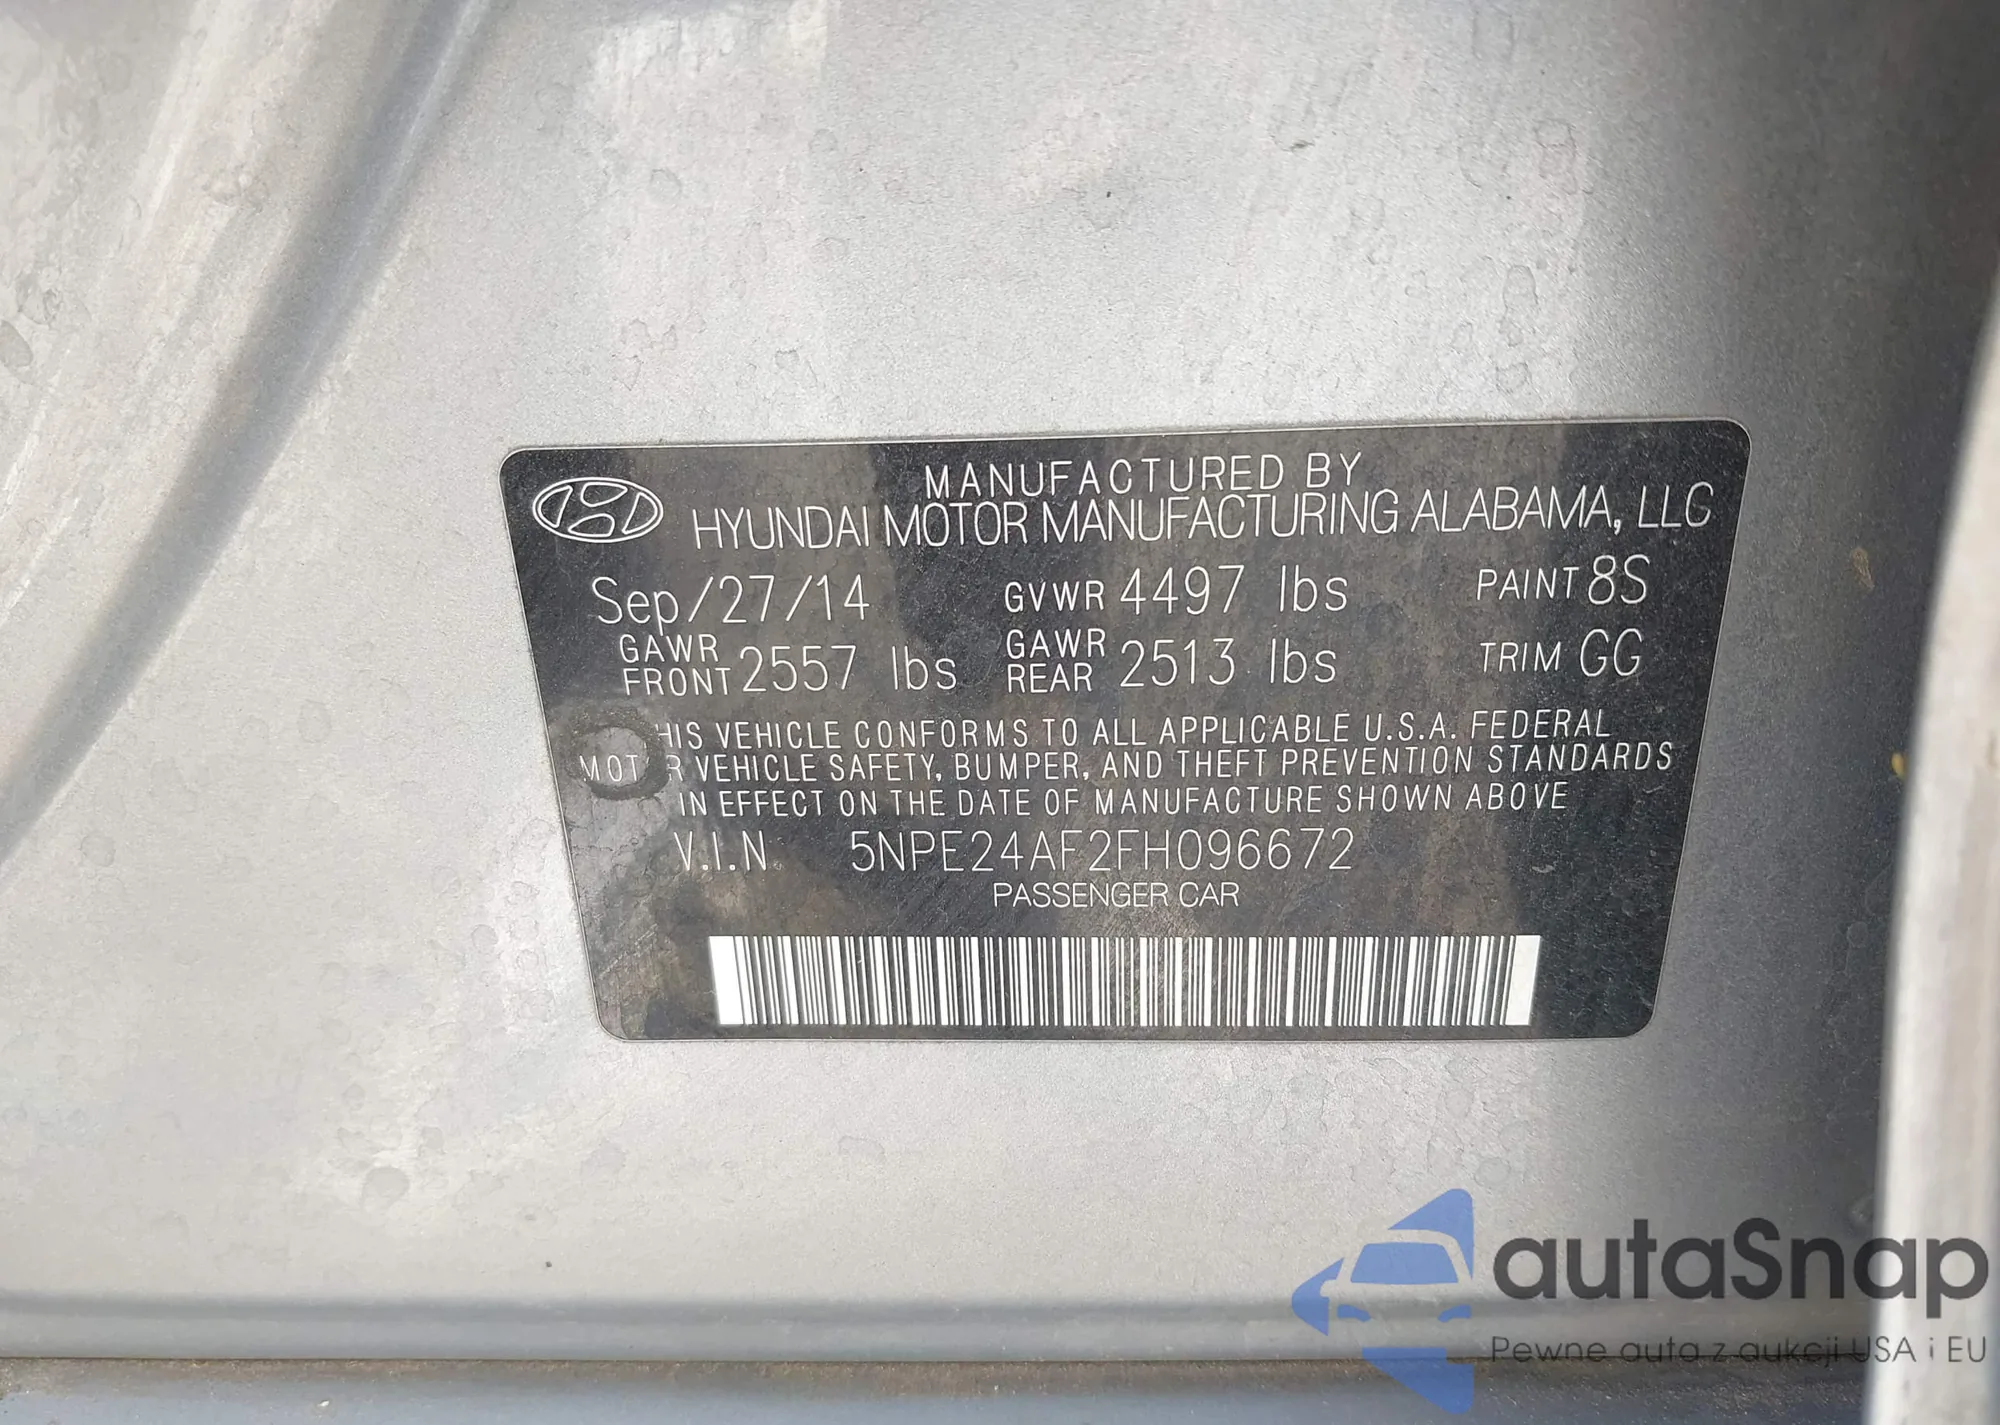 MANUFACTURED BY
HYUNDAI MOTOR MANUFACTURING ALABAMA, LLC
Sep/27/14 GVWR 4497 lbs PAINT 8S
GAWR FRONT 2557 lbs GAWR REAR 2513 lbs TRIM GG
HIS VEHICLE CONFORMS TO ALL APPLICABLE U.S.A. FEDERAL
MOT R VEHICLE SAFETY, BUMPER, AND THEFT PREVENTION STANDARDS
IN EFFECT ON THE DATE OF MANUFACTURE SHOWN ABOVE
V.I.N 5NPE24AF2FH096672
PASSENGER CAR
autaSnap
Pewne auta z aukcji USA i EU